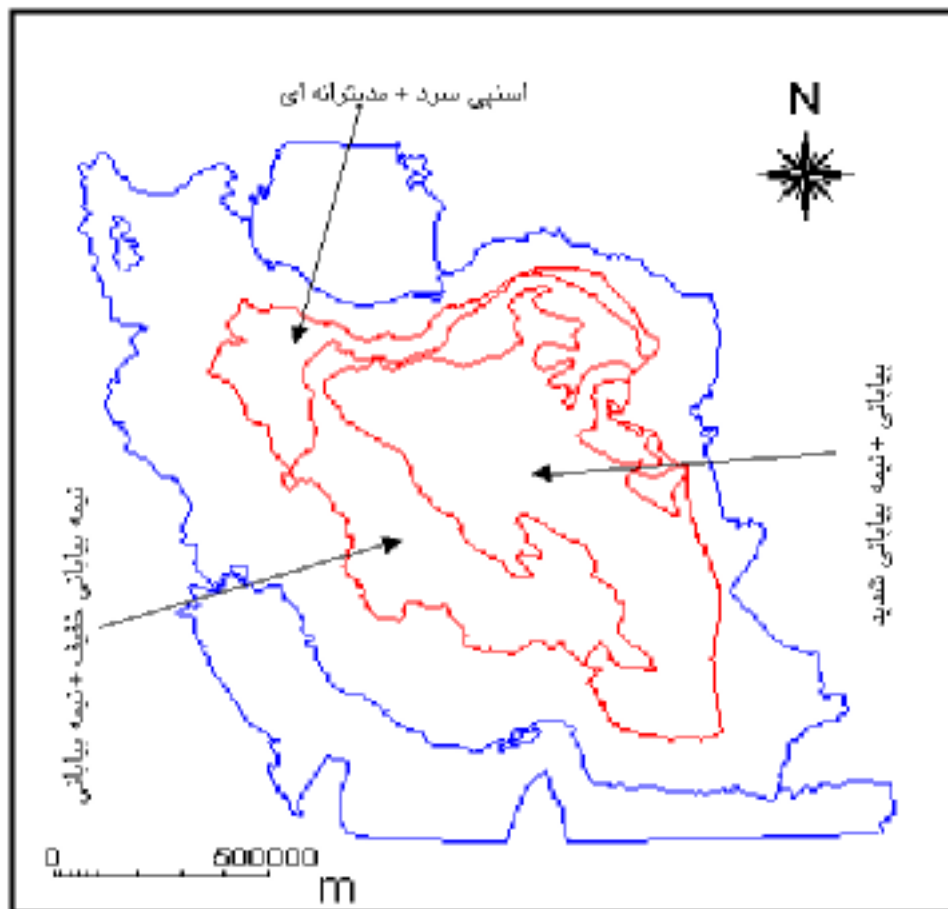 استپی سرد + مدیترانه ای
N
بیابانی + نیمه بیابانی شدید
نیمه بیابانی خفیف + نیمه بیابانی
0 500000
m